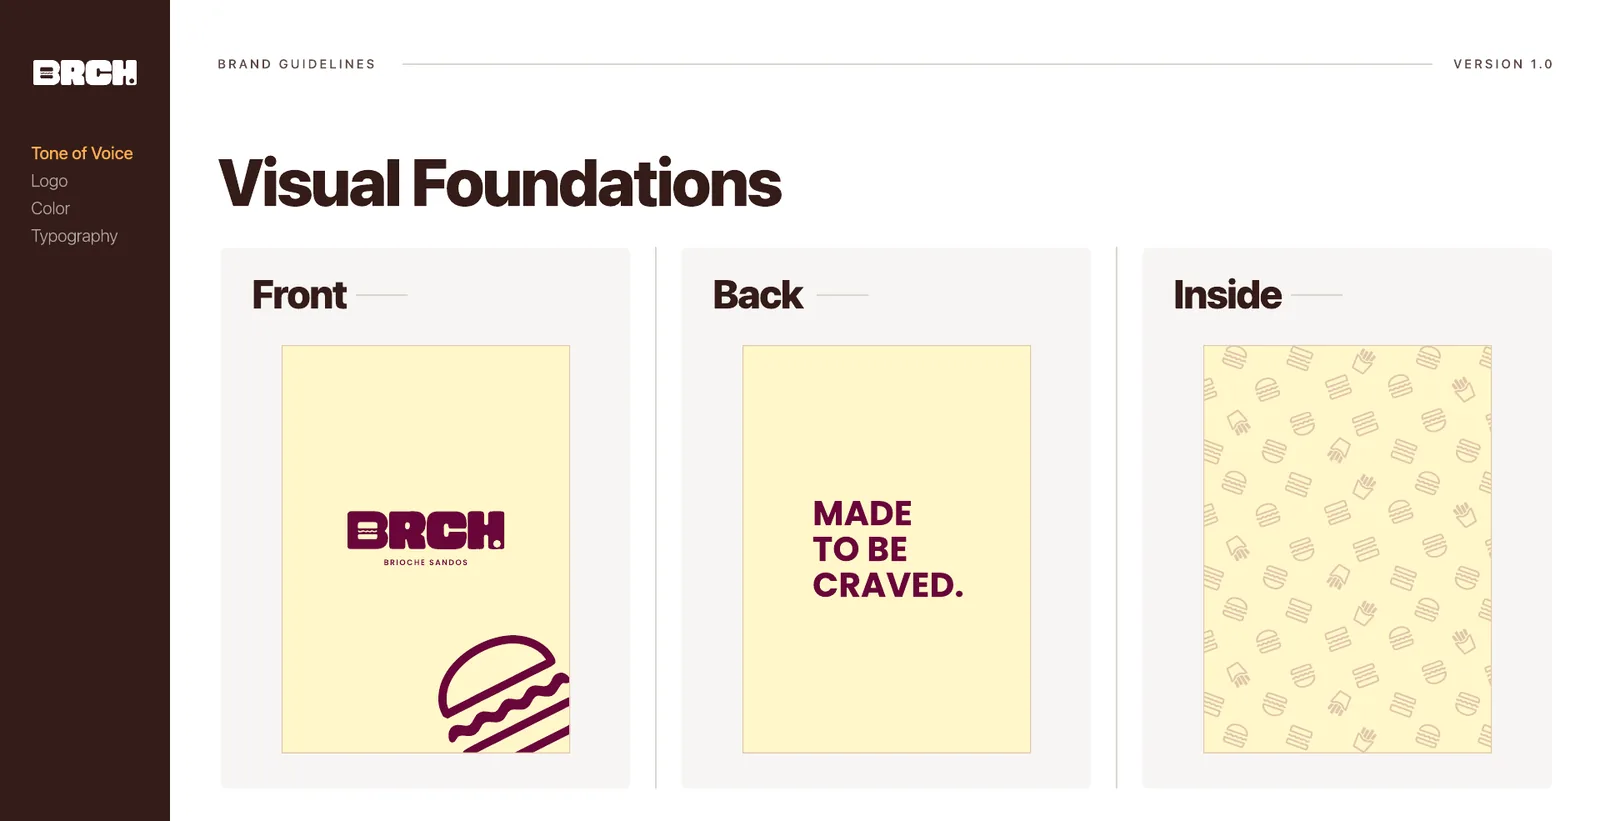 BRCH.
Tone of Voice
Logo
Color
Typography
BRAND GUIDELINES
VERSION 1.0
Visual Foundations
Front
BRCH.
BRIOCHE SANDOS
Back
MADE
TO BE
CRAVED.
Inside